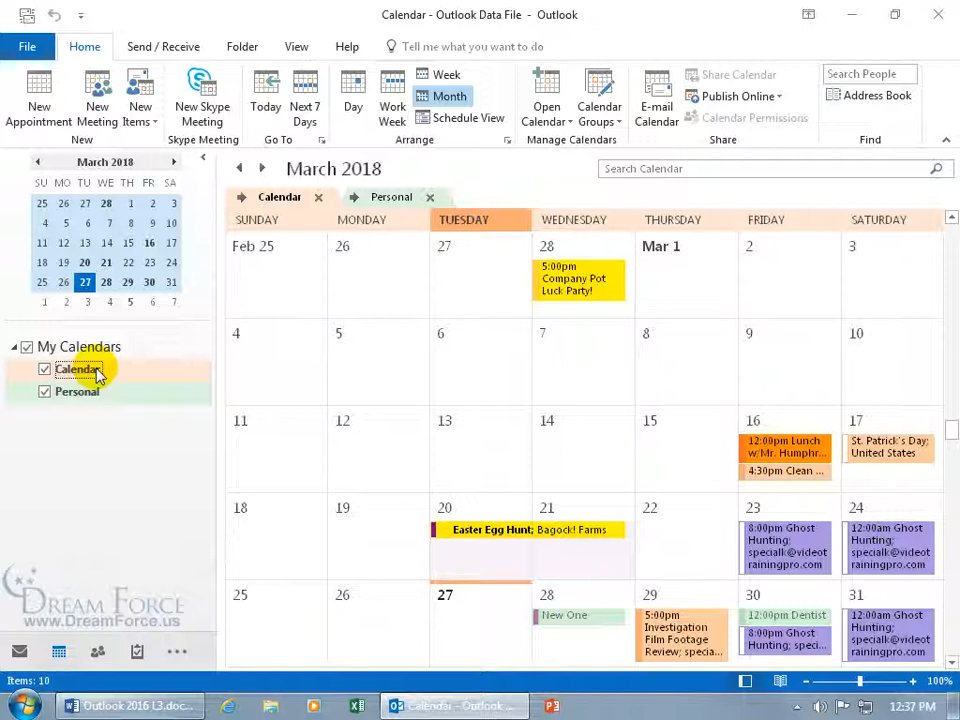 Calendar - Outlook Data File - Outlook
File
Home
Send / Receive
Folder
View
Help
Tell me what you want to do
New
Appointment
New
Meeting
New
Items
New
New Skype
Meeting
Skype Meeting
Today
Next 7
Days
Go To
Day
Work
Week
Week
Month
Schedule View
Arrange
Open
Calendar
Calendar
Groups
Manage Calendars
E-mail
Calendar
Share Calendar
Publish Online
Calendar Permissions
Share
Search People
Address Book
Find
March 2018
SU MO TU WE TH FR SA
25 26 27 28 1 2 3
4 5 6 7 8 9 10
11 12 13 14 15 16 17
18 19 20 21 22 23 24
25 26 27 28 29 30 31
1 2 3 4 5 6 7
My Calendars
Calendar
Personal
DREAM FORCE
www.DreamForce.us
March 2018
Search Calendar
Calendar
Personal
SUNDAY MONDAY TUESDAY WEDNESDAY THURSDAY FRIDAY SATURDAY
Feb 25 26 27 28 Mar 1 2 3
5:00pm
Company Pot
Luck Party!
4 5 6 7 8 9 10
11 12 13 14 15 16 17
12:00pm Lunch
w/Mr. Humphr...
4:30pm Clean ...
St. Patrick's Day;
United States
18 19 20 21 22 23 24
Easter Egg Hunt; Bagock! Farms
8:00pm Ghost
Hunting;
specialk@videot
rainingpro.com
12:00am Ghost
Hunting;
specialk@videot
rainingpro.com
25 26 27 28 29 30 31
New One
5:00pm
Investigation
Film Footage
Review; specia...
12:00pm Dentist
8:00pm Ghost
Hunting; speci...
12:00am Ghost
Hunting;
specialk@videot
rainingpro.com
Items: 10
100%
Outlook 2016 L3.doc...
Calendar - Outlook ...
12:37 PM